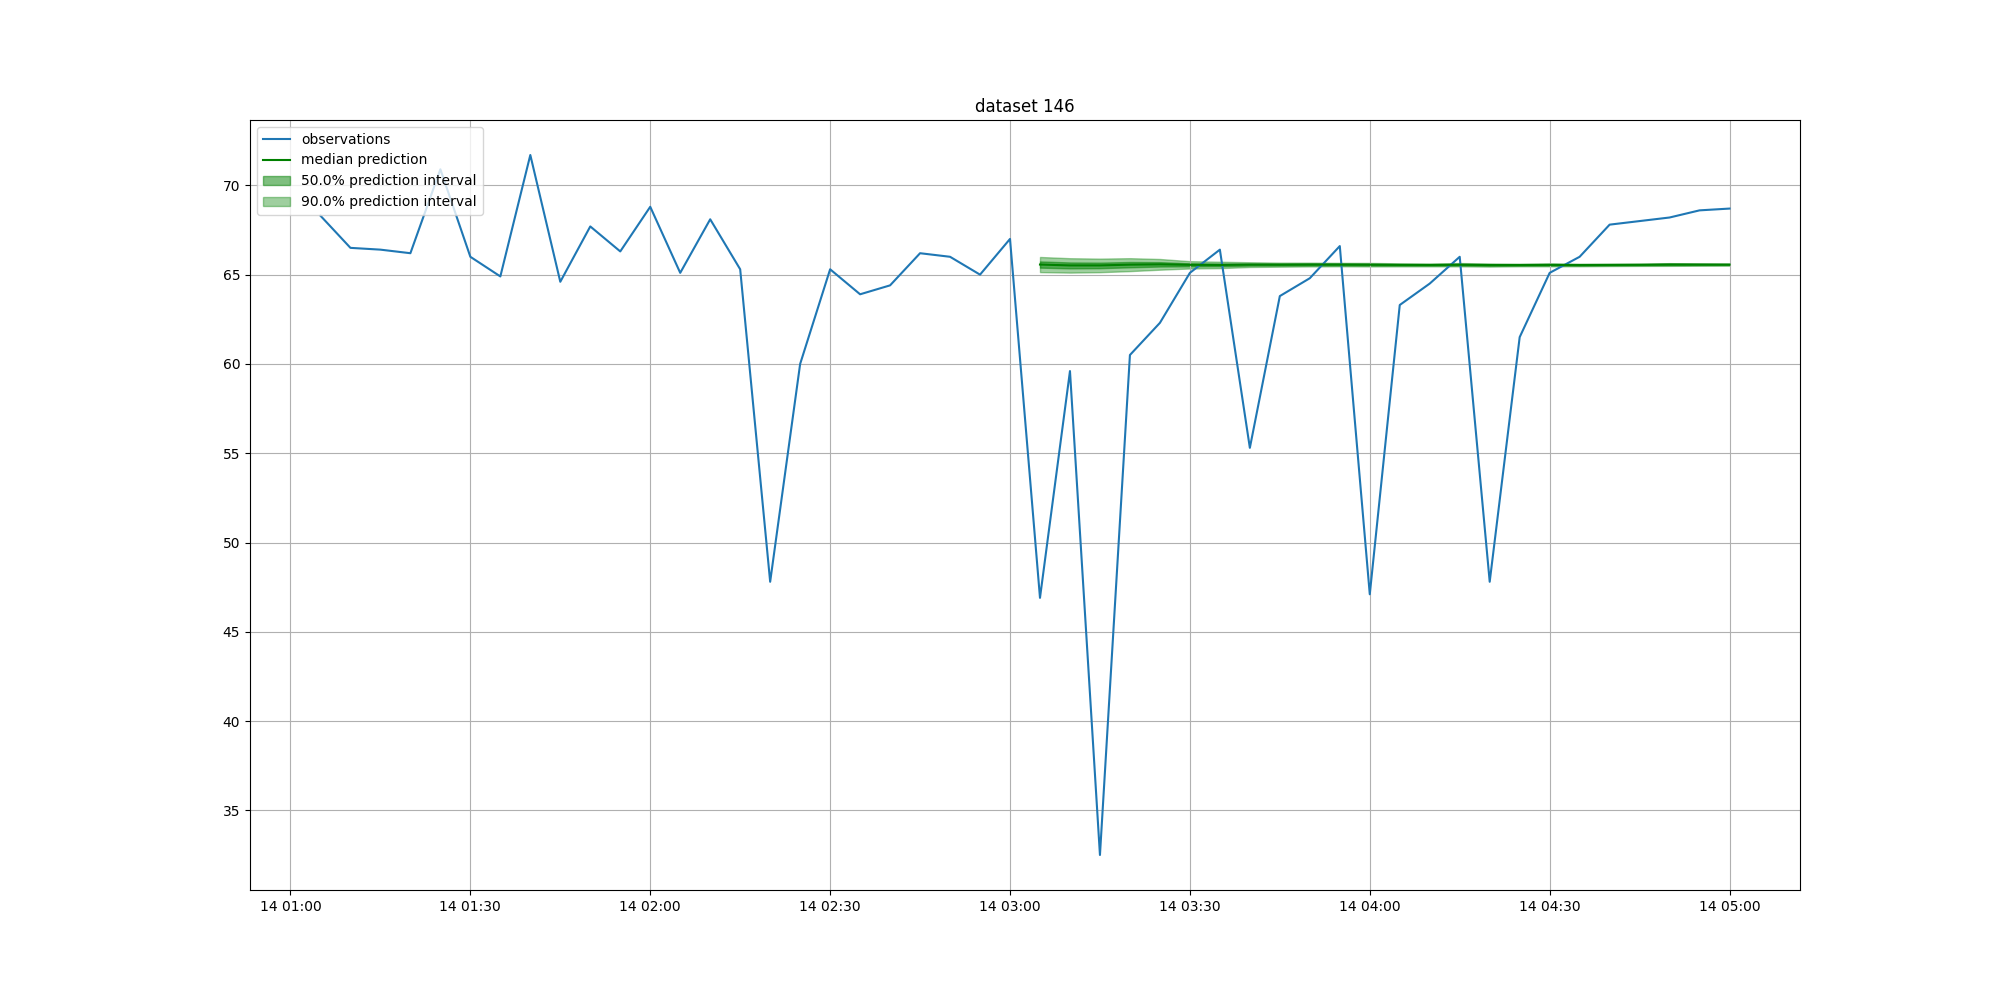 dataset 146
observations
median prediction
50.0% prediction interval
90.0% prediction interval
70
65
60
55
50
45
40
35
14 01:00 14 01:30 14 02:00 14 02:30 14 03:00 14 03:30 14 04:00 14 04:30 14 05:00